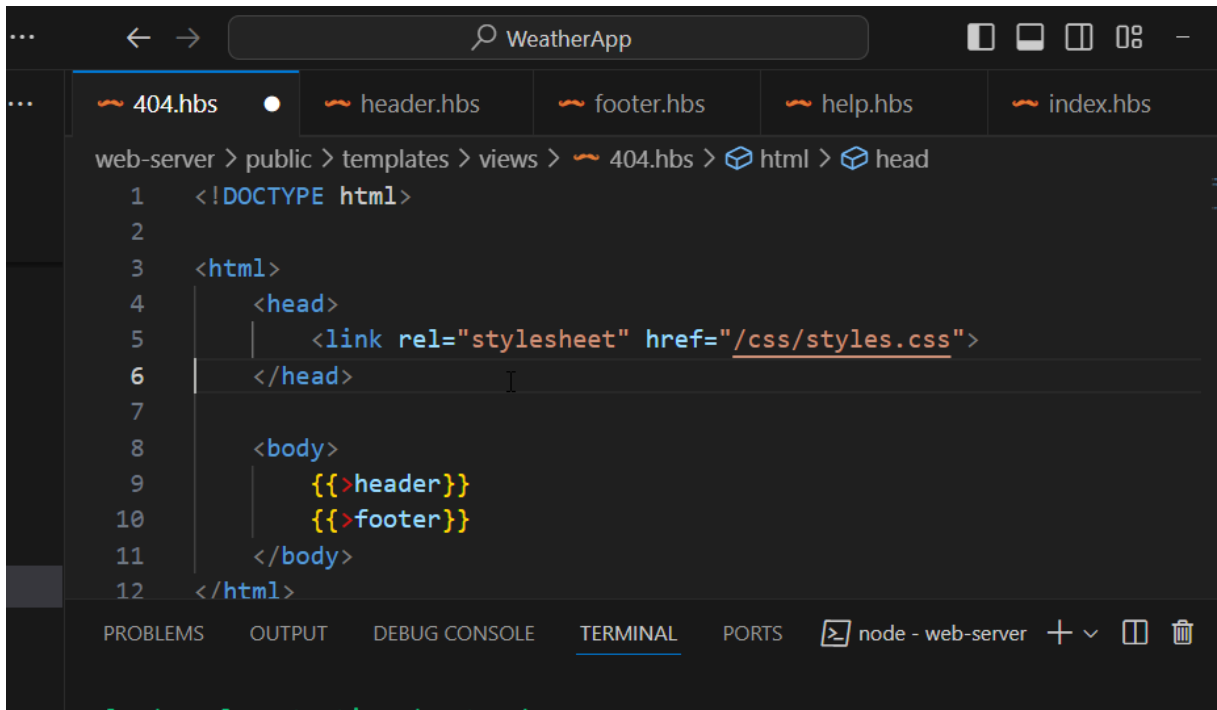 WeatherApp
404.hbs header.hbs footer.hbs help.hbs index.hbs
web-server > public > templates > views > 404.hbs > html > head
1 <!DOCTYPE html>
2
3 <html>
4 <head>
5 <link rel="stylesheet" href="/css/styles.css">
6 </head>
7
8 <body>
9 {{>header}}
10 {{>footer}}
11 </body>
12 </html>
PROBLEMS OUTPUT DEBUG CONSOLE TERMINAL PORTS node - web-server